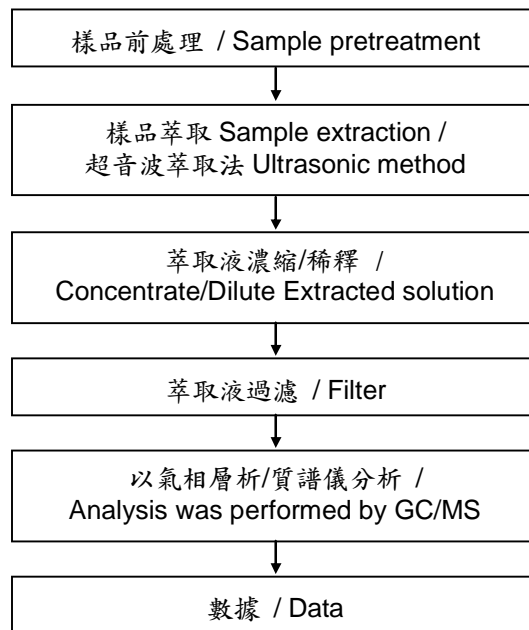 樣品前處理 / Sample pretreatment
樣品萃取 Sample extraction /
超音波萃取法 Ultrasonic method
萃取液濃縮/稀釋 /
Concentrate/Dilute Extracted solution
萃取液過濾 / Filter
以氣相層析/質譜儀分析 /
Analysis was performed by GC/MS
數據 / Data